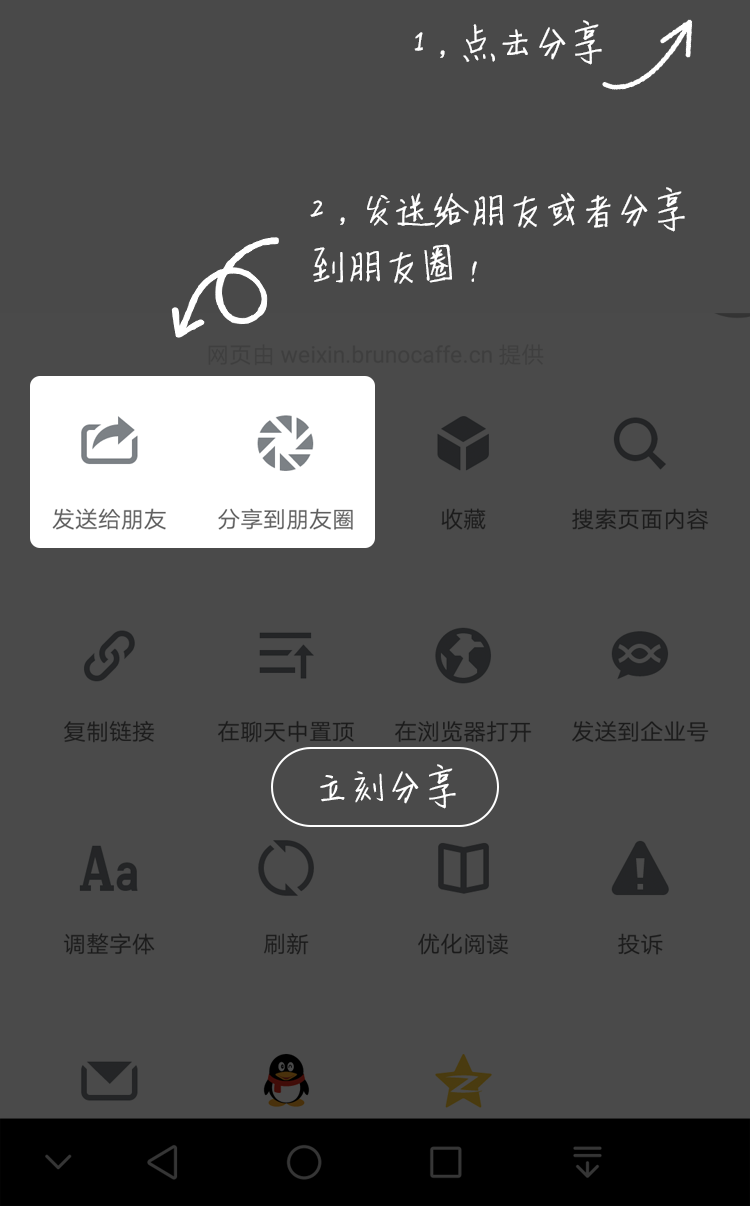 1，点击分享
2，发送给朋友或者分享
到朋友圈！
网页由 weixin.brunocaffe.cn 提供
发送给朋友
分享到朋友圈
收藏
搜索页面内容
复制链接
在聊天中置顶
在浏览器打开
发送到企业号
立刻分享
Aa
调整字体
刷新
优化阅读
投诉